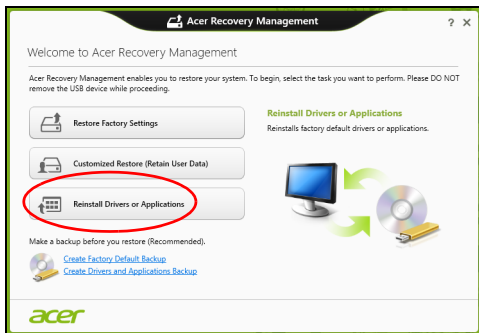 Acer Recovery Management
? X
Welcome to Acer Recovery Management
Acer Recovery Management enables you to restore your system. To begin, select the task you want to perform. Please DO NOT
remove the USB device while proceeding.
Restore Factory Settings
Customized Restore (Retain User Data)
Reinstall Drivers or Applications
Reinstall Drivers or Applications
Reinstalls factory default drivers or applications.
Make a backup before you restore (Recommended).
Create Factory Default Backup
Create Drivers and Applications Backup
acer